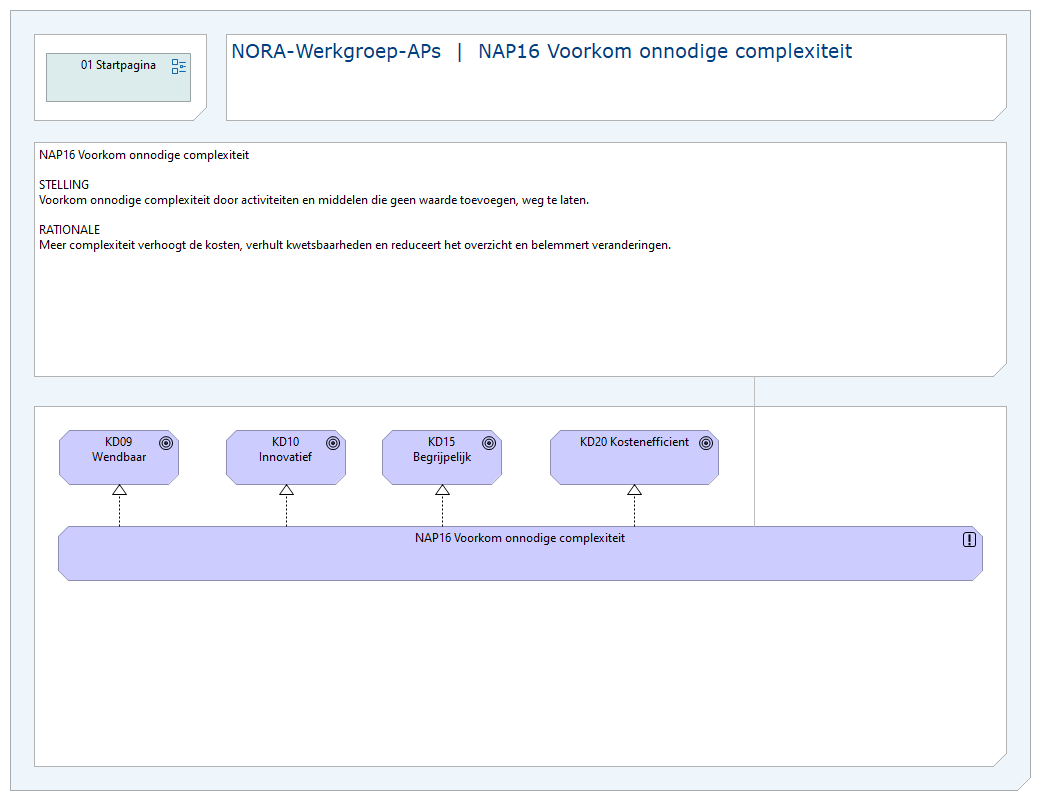 01 Startpagina
NORA-Werkgroep-APs | NAP16 Voorkom onnodige complexiteit
NAP16 Voorkom onnodige complexiteit
STELLING
Voorkom onnodige complexiteit door activiteiten en middelen die geen waarde toevoegen, weg te laten.
RATIONALE
Meer complexiteit verhoogt de kosten, verhult kwetsbaarheden en reduceert het overzicht en belemmert veranderingen.
KD09
Wendbaar
KD10
Innovatief
KD15
Begrijpelijk
KD20 Kostenefficient
NAP16 Voorkom onnodige complexiteit